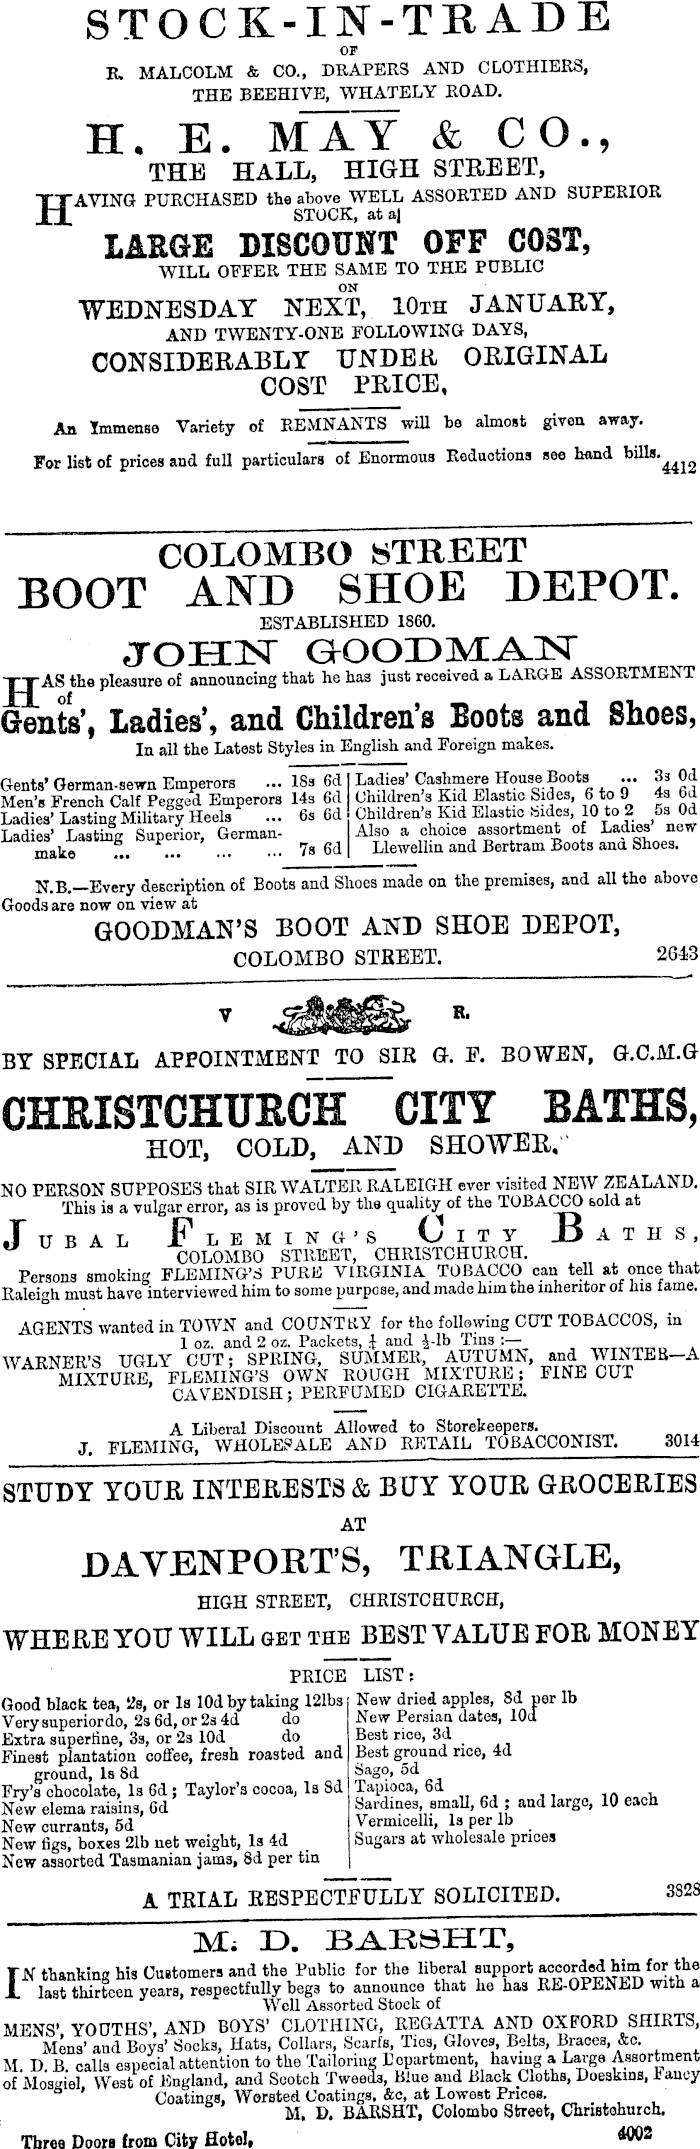 STOCK-IN-TRADE
OF
R. MALCOLM & CO., DRAPERS AND CLOTHIERS,
THE BEEHIVE, WHATELY ROAD.
H. E. MAY & CO.,
THE HALL, HIGH STREET,
HAVING PURCHASED the above WELL ASSORTED AND SUPERIOR
STOCK, at a
LARGE DISCOUNT OFF COST,
WILL OFFER THE SAME TO THE PUBLIC
ON
WEDNESDAY NEXT, 10TH JANUARY,
AND TWENTY-ONE FOLLOWING DAYS,
CONSIDERABLY UNDER ORIGINAL
COST PRICE,
An Immense Variety of REMNANTS will be almost given away.
For list of prices and full particulars of Enormous Reductions see hand bills.
4412
COLOMBO STREET
BOOT AND SHOE DEPOT.
ESTABLISHED 1860.
JOHN GOODMAN
HAS the pleasure of announcing that he has just received a LARGE ASSORTMENT
of
Gents', Ladies', and Children's Boots and Shoes,
In all the Latest Styles in English and Foreign makes.
Gents' German-sewn Emperors ... 18s 6d
Men's French Calf Pegged Emperors 14s 6d
Ladies' Lasting Military Heels ... 6s 6d
Ladies' Lasting Superior, German-
make ... ... ... ... 7s 6d
Ladies' Cashmere House Boots ... 3s 0d
Children's Kid Elastic Sides, 6 to 9 4s 6d
Children's Kid Elastic Sides, 10 to 2 5s 0d
Also a choice assortment of Ladies' new
Llewellin and Bertram Boots and Shoes.
N.B.—Every description of Boots and Shoes made on the premises, and all the above
Goods are now on view at
GOODMAN'S BOOT AND SHOE DEPOT,
COLOMBO STREET. 2643
V R.
BY SPECIAL APPOINTMENT TO SIR G. F. BOWEN, G.C.M.G
CHRISTCHURCH CITY BATHS,
HOT, COLD, AND SHOWER.
NO PERSON SUPPOSES that SIR WALTER RALEIGH ever visited NEW ZEALAND.
This is a vulgar error, as is proved by the quality of the TOBACCO sold at
JUBAL FLEMING'S CITY BATHS,
COLOMBO STREET, CHRISTCHURCH.
Persons smoking FLEMING'S PURE VIRGINIA TOBACCO can tell at once that
Raleigh must have interviewed him to some purpose, and made him the inheritor of his fame.
AGENTS wanted in TOWN and COUNTRY for the following CUT TOBACCOS, in
1 oz. and 2 oz. Packets, ¼ and ½-lb Tins :—
WARNER'S UGLY CUT; SPRING, SUMMER, AUTUMN, and WINTER—A
MIXTURE, FLEMING'S OWN ROUGH MIXTURE; FINE CUT
CAVENDISH; PERFUMED CIGARETTE.
A Liberal Discount Allowed to Storekeepers.
J. FLEMING, WHOLESALE AND RETAIL TOBACCONIST. 3014
STUDY YOUR INTERESTS & BUY YOUR GROCERIES
AT
DAVENPORT'S, TRIANGLE,
HIGH STREET, CHRISTCHURCH,
WHERE YOU WILL GET THE BEST VALUE FOR MONEY
PRICE LIST:
Good black tea, 2s, or 1s 10d by taking 12lbs
Very superior do, 2s 6d, or 2s 4d do
Extra superfine, 3s, or 2s 10d do
Finest plantation coffee, fresh roasted and
ground, 1s 8d
Fry's chocolate, 1s 6d; Taylor's cocoa, 1s 8d
New elema raisins, 6d
New currants, 5d
New figs, boxes 2lb net weight, 1s 4d
New assorted Tasmanian jams, 8d per tin
New dried apples, 8d per lb
New Persian dates, 10d
Best rice, 3d
Best ground rice, 4d
Sago, 5d
Tapioca, 6d
Sardines, small, 6d; and large, 10 each
Vermicelli, 1s per lb
Sugars at wholesale prices
A TRIAL RESPECTFULLY SOLICITED. 3828
M. D. BARSHT,
IN thanking his Customers and the Public for the liberal support accorded him for the
last thirteen years, respectfully begs to announce that he has RE-OPENED with a
Well Assorted Stock of
MENS', YOUTHS', AND BOYS' CLOTHING, REGATTA AND OXFORD SHIRTS,
Mens' and Boys' Socks, Hats, Collars, Scarfs, Ties, Gloves, Belts, Braces, &c.
M. D. B. calls especial attention to the Tailoring Department, having a Large Assortment
of Mosgiel, West of England, and Scotch Tweeds, Blue and Black Cloths, Doeskins, Fancy
Coatings, Worsted Coatings, &c, at Lowest Prices.
M. D. BARSHT, Colombo Street, Christchurch.
Three Doors from City Hotel, 4002